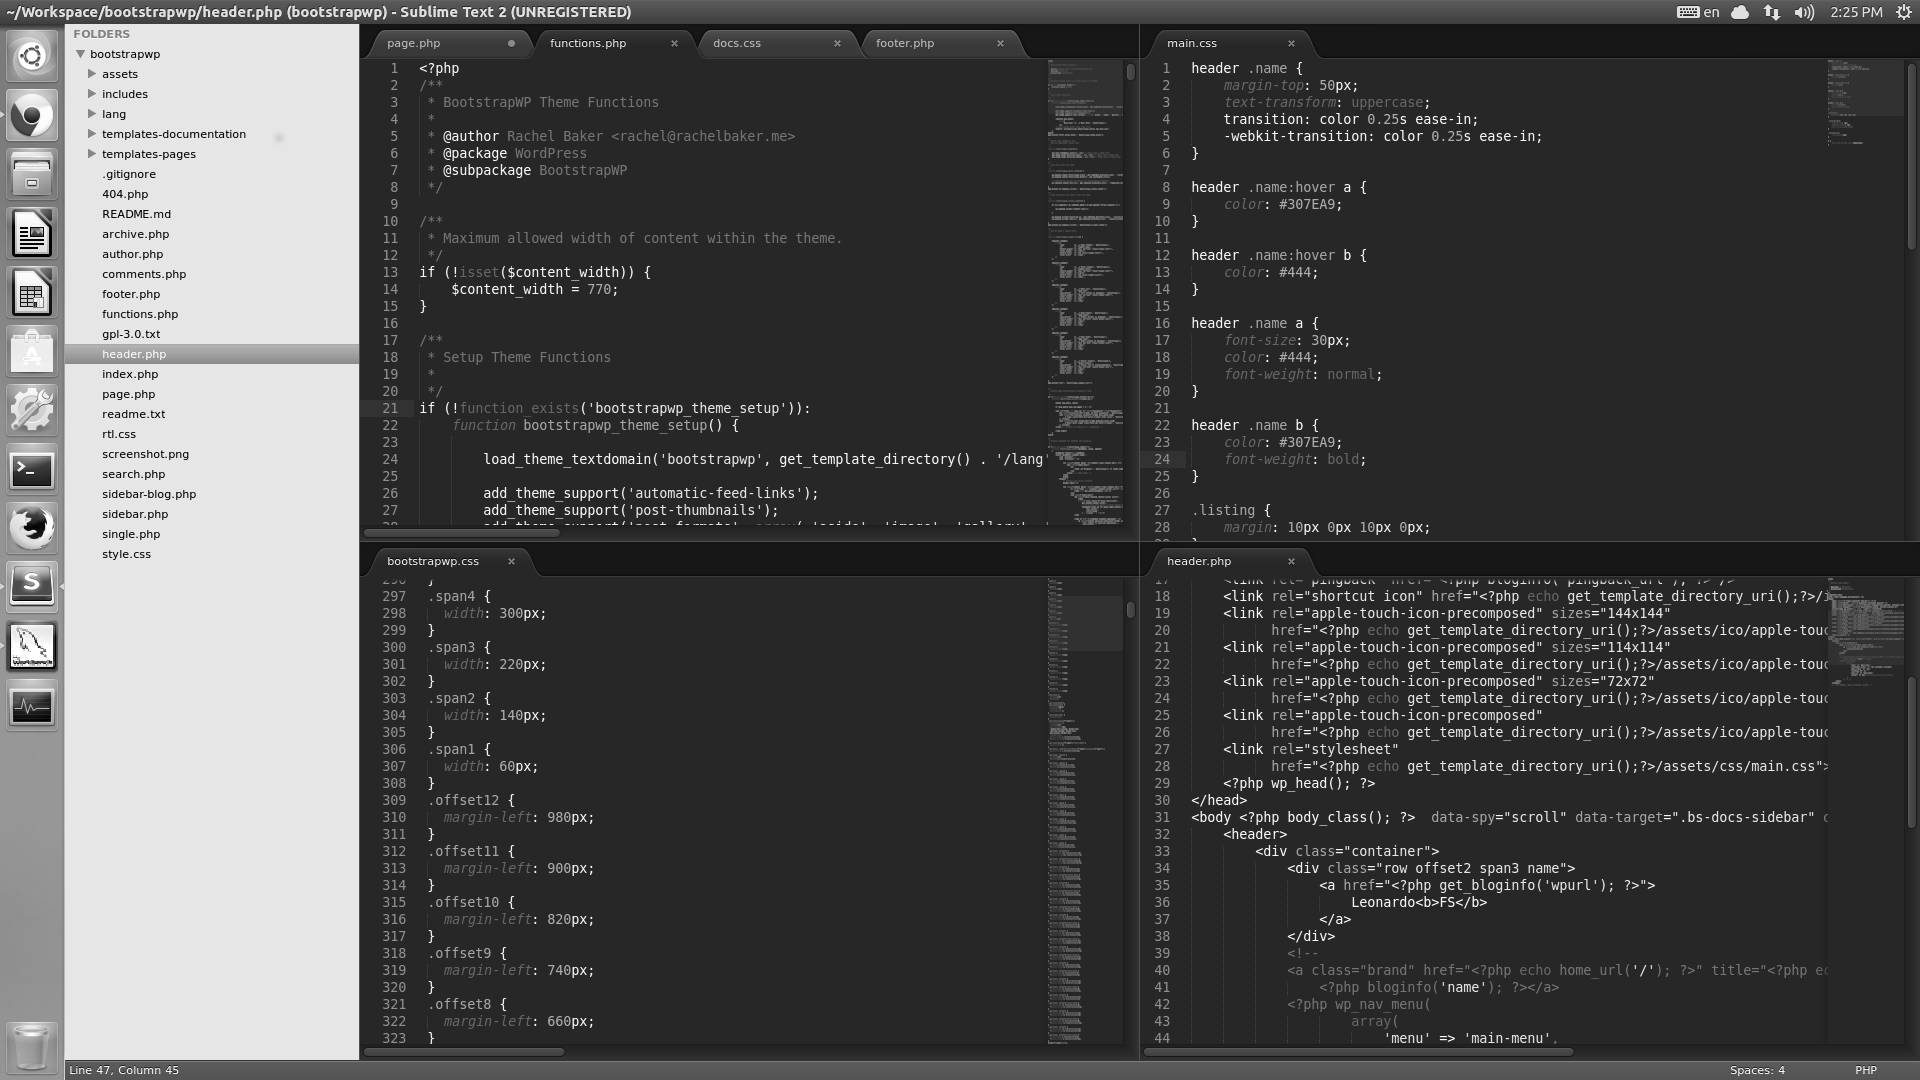 ~/Workspace/bootstrapwp/header.php (bootstrapwp) - Sublime Text 2 (UNREGISTERED)
en
2:25 PM
FOLDERS
bootstrapwp
assets
includes
lang
templates-documentation
templates-pages
.gitignore
404.php
README.md
archive.php
author.php
comments.php
footer.php
functions.php
gpl-3.0.txt
header.php
index.php
page.php
readme.txt
rtl.css
screenshot.png
search.php
sidebar-blog.php
sidebar.php
single.php
style.css
page.php
functions.php
docs.css
footer.php
1 <?php
2 /**
3  * BootstrapWP Theme Functions
4  *
5  * @author Rachel Baker <rachel@rachelbaker.me>
6  * @package WordPress
7  * @subpackage BootstrapWP
8  */
9
10 /**
11  * Maximum allowed width of content within the theme.
12  */
13 if (!isset($content_width)) {
14     $content_width = 770;
15 }
16
17 /**
18  * Setup Theme Functions
19  *
20  */
21 if (!function_exists('bootstrapwp_theme_setup')):
22     function bootstrapwp_theme_setup() {
23
24         load_theme_textdomain('bootstrapwp', get_template_directory() . '/lang'
25
26         add_theme_support('automatic-feed-links');
27         add_theme_support('post-thumbnails');
main.css
1 header .name {
2     margin-top: 50px;
3     text-transform: uppercase;
4     transition: color 0.25s ease-in;
5     -webkit-transition: color 0.25s ease-in;
6 }
7
8 header .name:hover a {
9     color: #307EA9;
10 }
11
12 header .name:hover b {
13     color: #444;
14 }
15
16 header .name a {
17     font-size: 30px;
18     color: #444;
19     font-weight: normal;
20 }
21
22 header .name b {
23     color: #307EA9;
24     font-weight: bold;
25 }
26
27 .listing {
28     margin: 10px 0px 10px 0px;
bootstrapwp.css
296 }
297 .span4 {
298   width: 300px;
299 }
300 .span3 {
301   width: 220px;
302 }
303 .span2 {
304   width: 140px;
305 }
306 .span1 {
307   width: 60px;
308 }
309 .offset12 {
310   margin-left: 980px;
311 }
312 .offset11 {
313   margin-left: 900px;
314 }
315 .offset10 {
316   margin-left: 820px;
317 }
318 .offset9 {
319   margin-left: 740px;
320 }
321 .offset8 {
322   margin-left: 660px;
323 }
header.php
17 <link rel="pingback" href="<?php bloginfo('pingback_url'); ?>"/>
18 <link rel="shortcut icon" href="<?php echo get_template_directory_uri();?>/i
19 <link rel="apple-touch-icon-precomposed" sizes="144x144"
20       href="<?php echo get_template_directory_uri();?>/assets/ico/apple-touc
21 <link rel="apple-touch-icon-precomposed" sizes="114x114"
22       href="<?php echo get_template_directory_uri();?>/assets/ico/apple-touc
23 <link rel="apple-touch-icon-precomposed" sizes="72x72"
24       href="<?php echo get_template_directory_uri();?>/assets/ico/apple-touc
25 <link rel="apple-touch-icon-precomposed"
26       href="<?php echo get_template_directory_uri();?>/assets/ico/apple-touc
27 <link rel="stylesheet"
28       href="<?php echo get_template_directory_uri();?>/assets/css/main.css">
29 <?php wp_head(); ?>
30 </head>
31 <body <?php body_class(); ?>  data-spy="scroll" data-target=".bs-docs-sidebar"
32     <header>
33         <div class="container">
34             <div class="row offset2 span3 name">
35                 <a href="<?php get_bloginfo('wpurl'); ?>">
36                     Leonardo<b>FS</b>
37                 </a>
38             </div>
39             <!--
40             <a class="brand" href="<?php echo home_url('/'); ?>" title="<?php ec
41                 <?php bloginfo('name'); ?></a>
42             <?php wp_nav_menu(
43                     array(
44                         'menu' => 'main-menu',
Line 47, Column 45
Spaces: 4
PHP